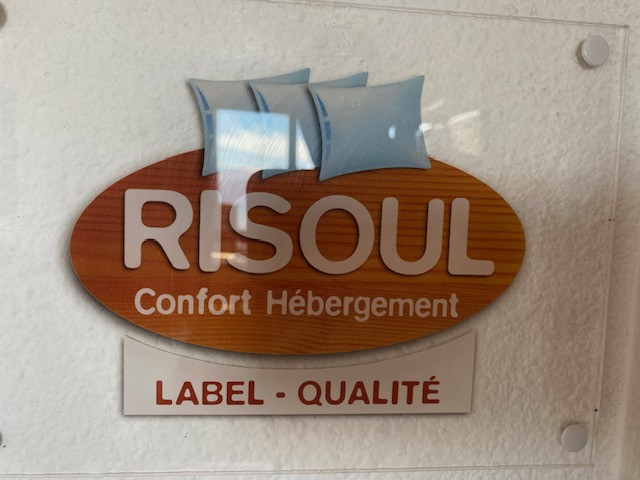 RISOUL
Confort Hébergement
LABEL - QUALITÉ